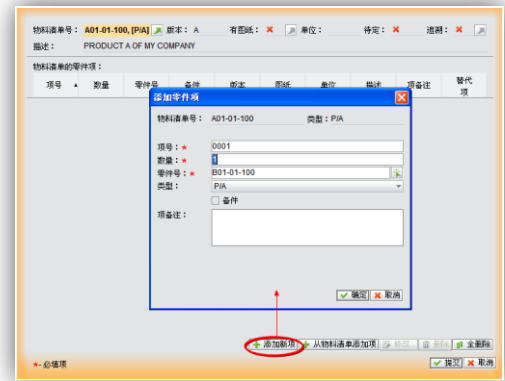 物料清单号： A01-01-100, [P/A] 版本： A 有图纸： 单位： 待定： 追溯：
描述： PRODUCT A OF MY COMPANY
物料清单的零件项：
项号 数量 零件号 备件 版本 图纸 单位 描述 项备注 替代项
添加零件项
物料清单号： A01-01-100 类型：P/A
项号：* 0001
数量：* 1
零件号：* B01-01-100
类型： P/A
备件
项备注：
确定 取消
添加新项 从物料清单添加项 修改... 删除 全删除
*- 必填项 提交 取消